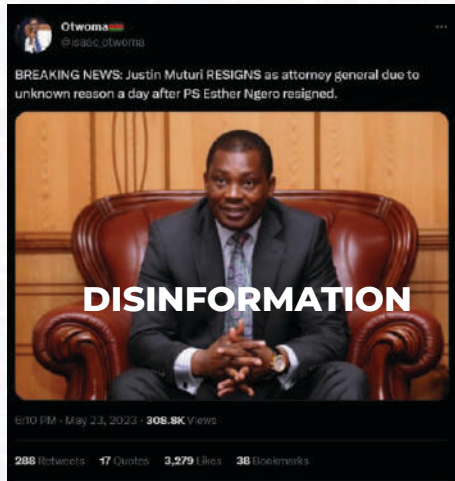 Otwoma
@isaac_otwoma
BREAKING NEWS: Justin Muturi RESIGNS as attorney general due to
unknown reason a day after PS Esther Ngero resigned.
DISINFORMATION
6:10 PM · May 23, 2023 · 308.8K Views
288 Retweets 17 Quotes 3,279 Likes 38 Bookmarks